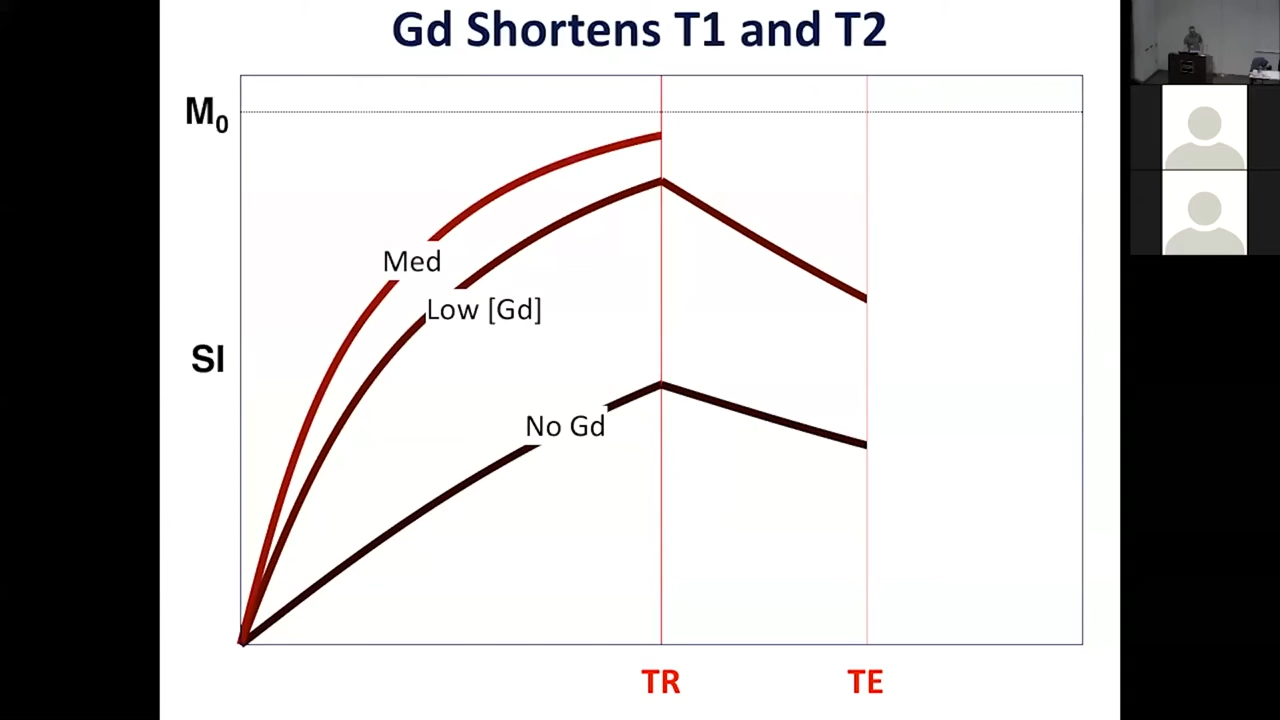 Gd Shortens T1 and T2
M₀
Med
Low [Gd]
SI
No Gd
TR
TE